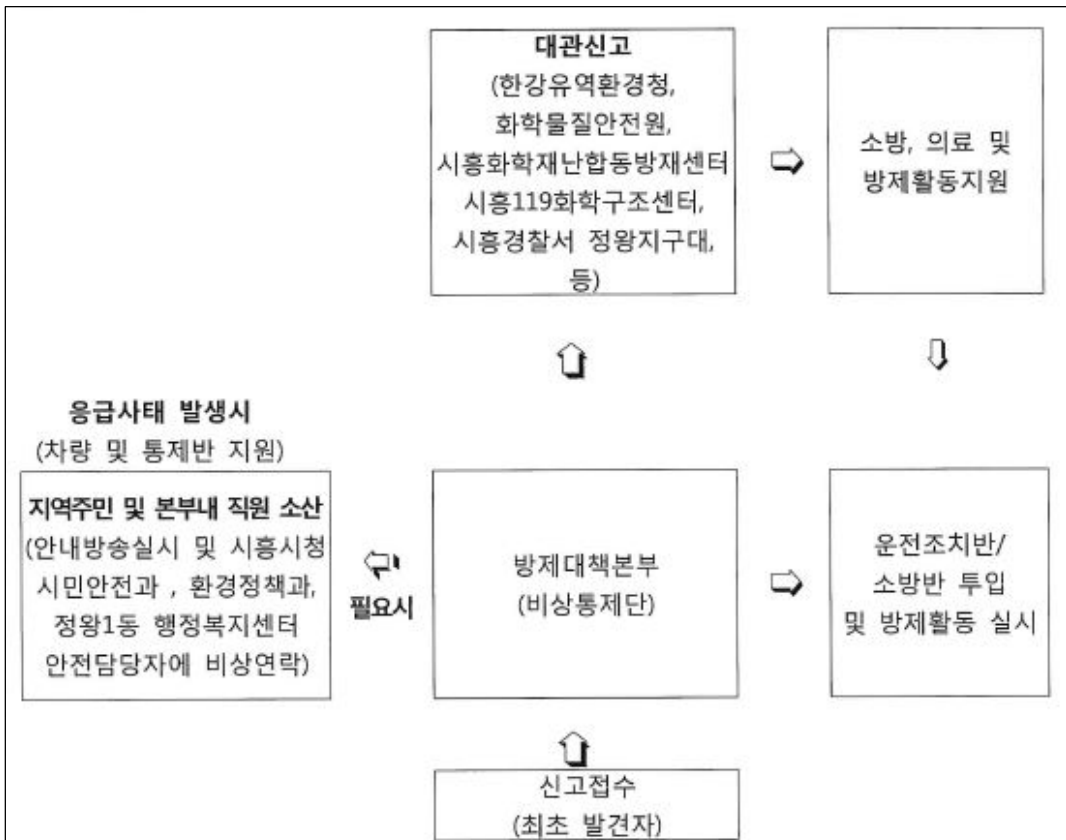 대관신고
(한강유역환경청,
화학물질안전원,
시흥화학재난합동방재센터
시흥119화학구조센터,
시흥경찰서 정왕지구대,
등)
소방, 의료 및
방제활동지원
응급사태 발생시
(차량 및 통제반 지원)
지역주민 및 본부내 직원 소산
(안내방송실시 및 시흥시청
시민안전과 , 환경정책과,
정왕1동 행정복지센터
안전담당자에 비상연락)
필요시
방제대책본부
(비상통제단)
운전조치반/
소방반 투입
및 방제활동 실시
신고접수
(최초 발견자)